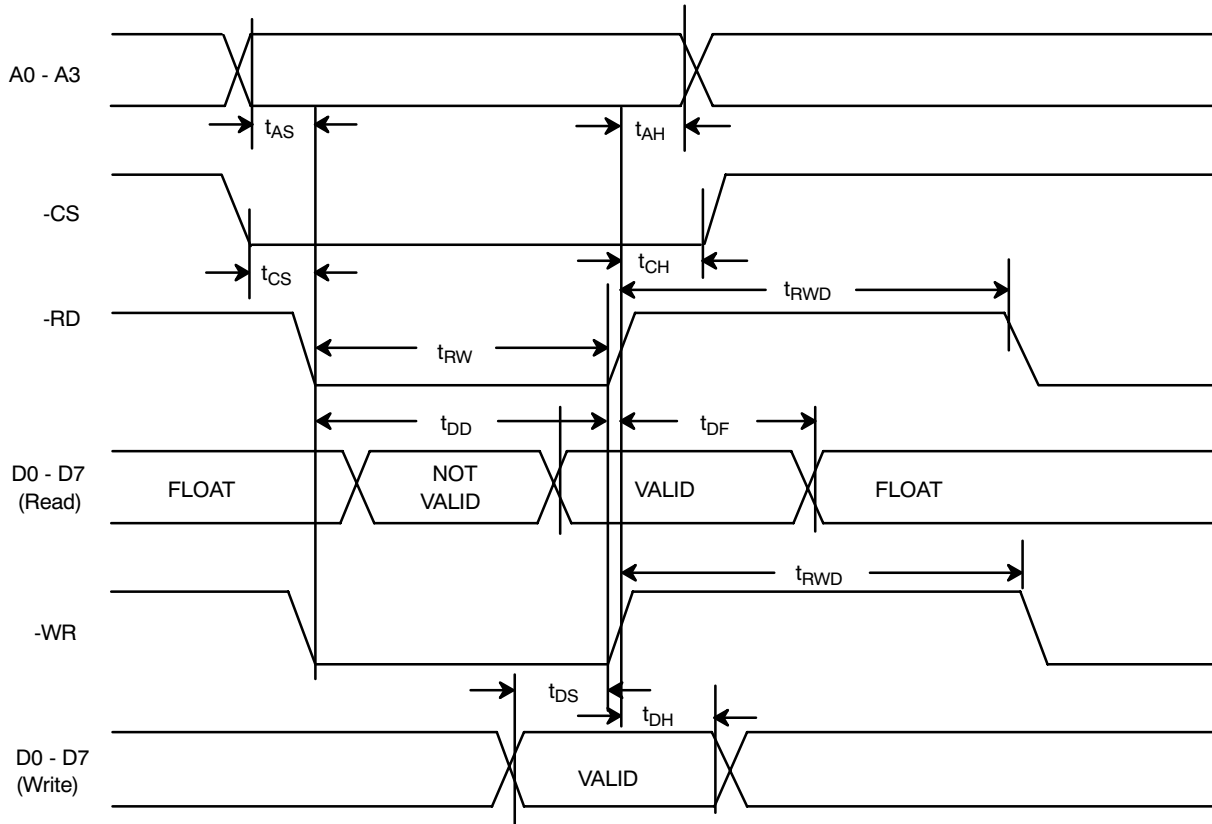 A0 - A3
tAS
tAH
-CS
tCS
tCH
tRWD
-RD
tRW
tDD
tDF
D0 - D7
(Read)
FLOAT
NOT
VALID
VALID
FLOAT
tRWD
-WR
tDS
tDH
D0 - D7
(Write)
VALID